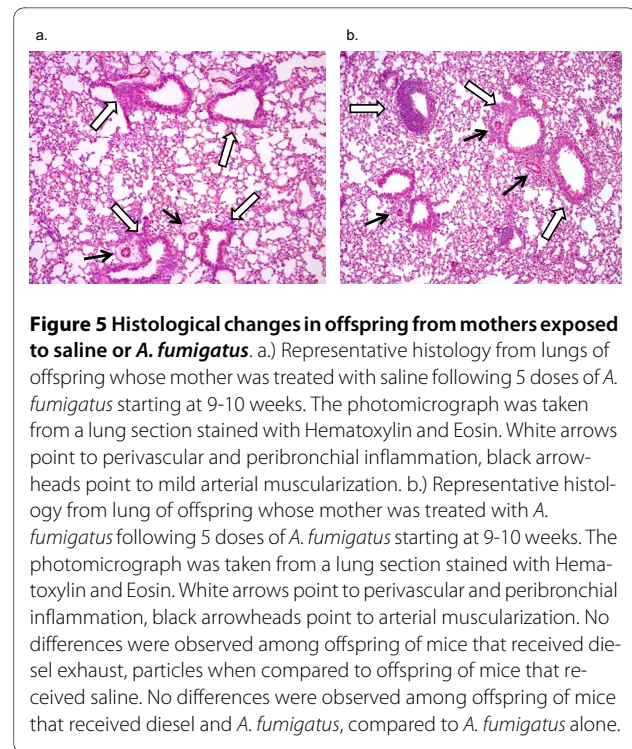 a.
b.
Figure 5 Histological changes in offspring from mothers exposed
to saline or A. fumigatus. a.) Representative histology from lungs of
offspring whose mother was treated with saline following 5 doses of A.
fumigatus starting at 9-10 weeks. The photomicrograph was taken
from a lung section stained with Hematoxylin and Eosin. White arrows
point to perivascular and peribronchial inflammation, black arrow-
heads point to mild arterial muscularization. b.) Representative histol-
ogy from lung of offspring whose mother was treated with A.
fumigatus following 5 doses of A. fumigatus starting at 9-10 weeks. The
photomicrograph was taken from a lung section stained with Hema-
toxylin and Eosin. White arrows point to perivascular and peribronchial
inflammation, black arrowheads point to arterial muscularization. No
differences were observed among offspring of mice that received die-
sel exhaust, particles when compared to offspring of mice that re-
ceived saline. No differences were observed among offspring of mice
that received diesel and A. fumigatus, compared to A. fumigatus alone.